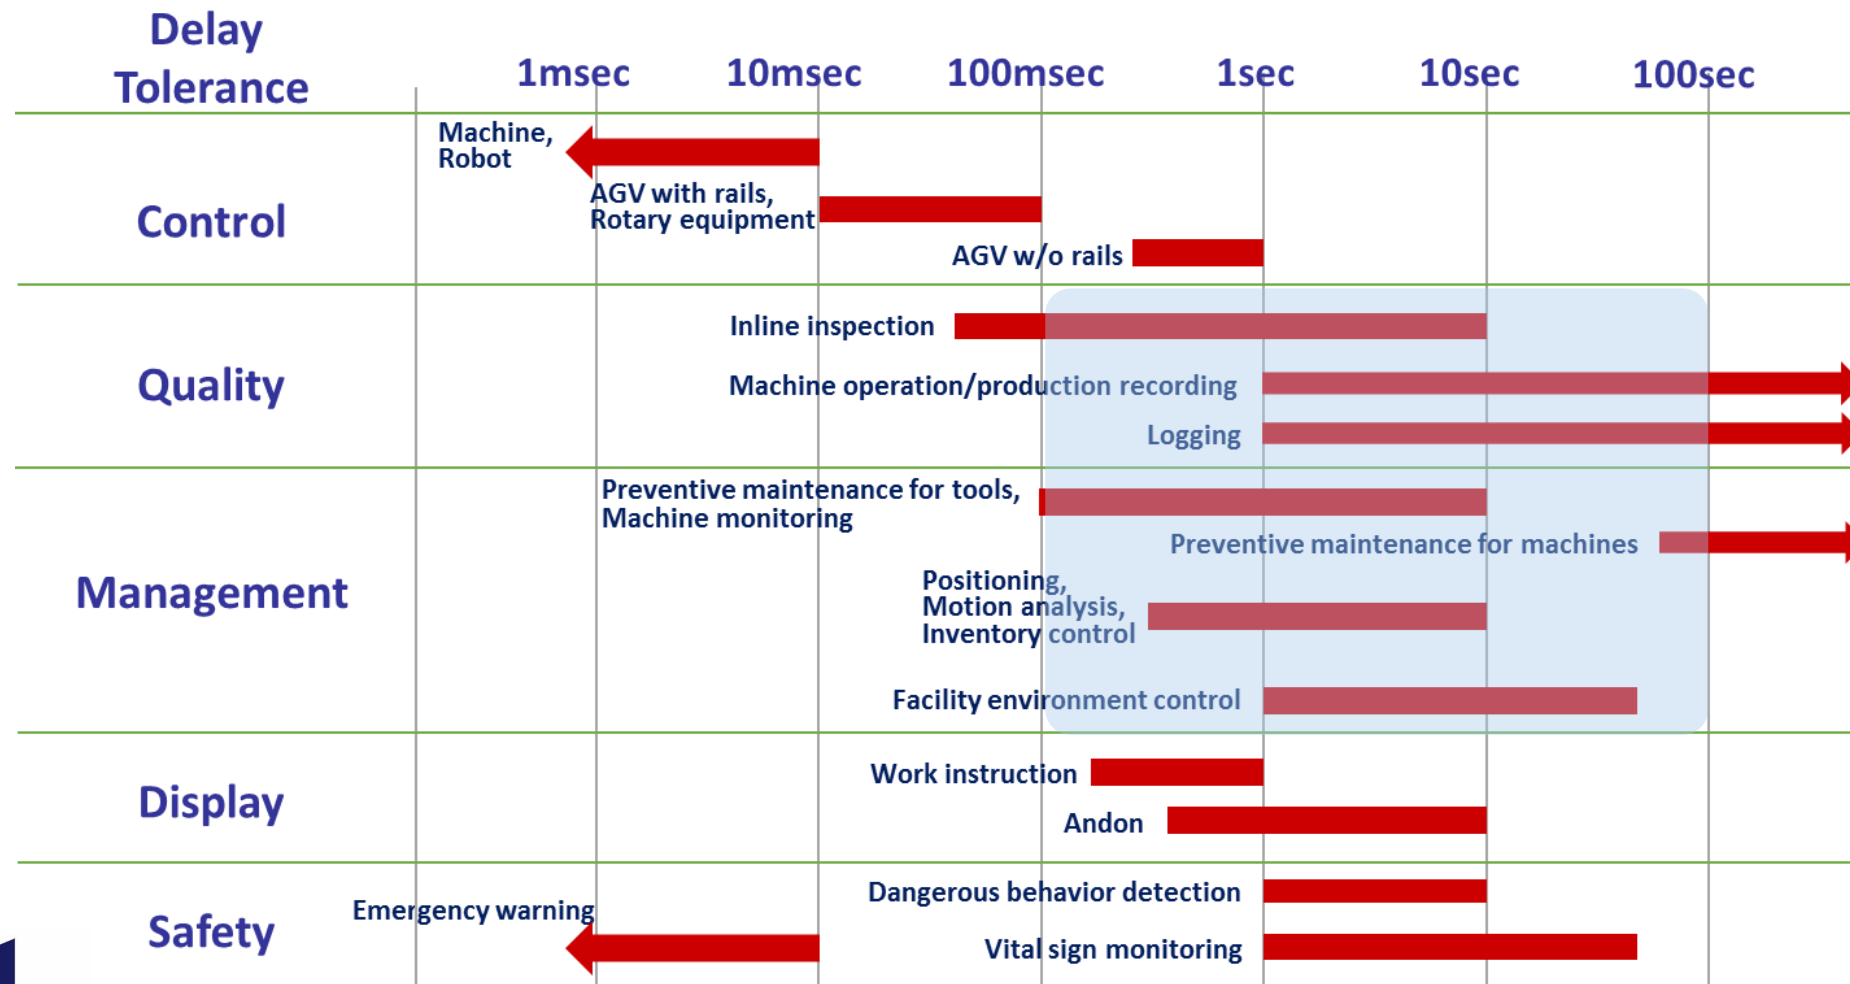 Delay
Tolerance
1msec
10msec
100msec
1sec
10sec
100sec
Control
Machine,
Robot
AGV with rails,
Rotary equipment
AGV w/o rails
Quality
Inline inspection
Machine operation/production recording
Logging
Management
Preventive maintenance for tools,
Machine monitoring
Preventive maintenance for machines
Positioning,
Motion analysis,
Inventory control
Facility environment control
Display
Work instruction
Andon
Safety
Emergency warning
Dangerous behavior detection
Vital sign monitoring